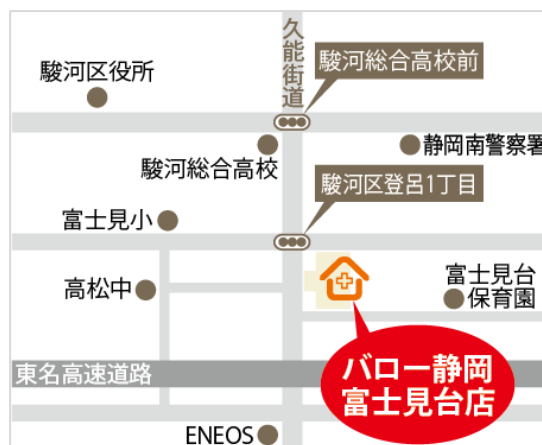 久能街道
駿河総合高校前
駿河区役所
静岡南警察署
駿河総合高校
駿河区登呂1丁目
富士見小
高松中
富士見台
保育園
バロー静岡
富士見台店
東名高速道路
ENEOS